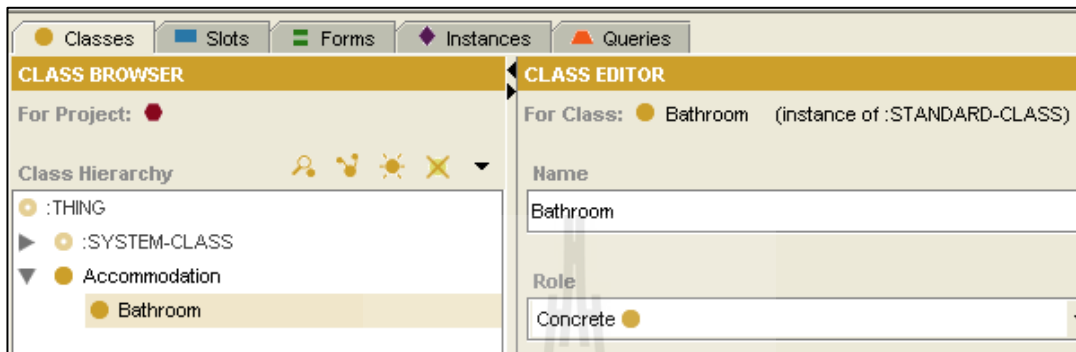 Classes Slots Forms Instances Queries
CLASS BROWSER
For Project:
Class Hierarchy
:THING
:SYSTEM-CLASS
Accommodation
Bathroom
CLASS EDITOR
For Class: Bathroom (instance of :STANDARD-CLASS)
Name
Bathroom
Role
Concrete